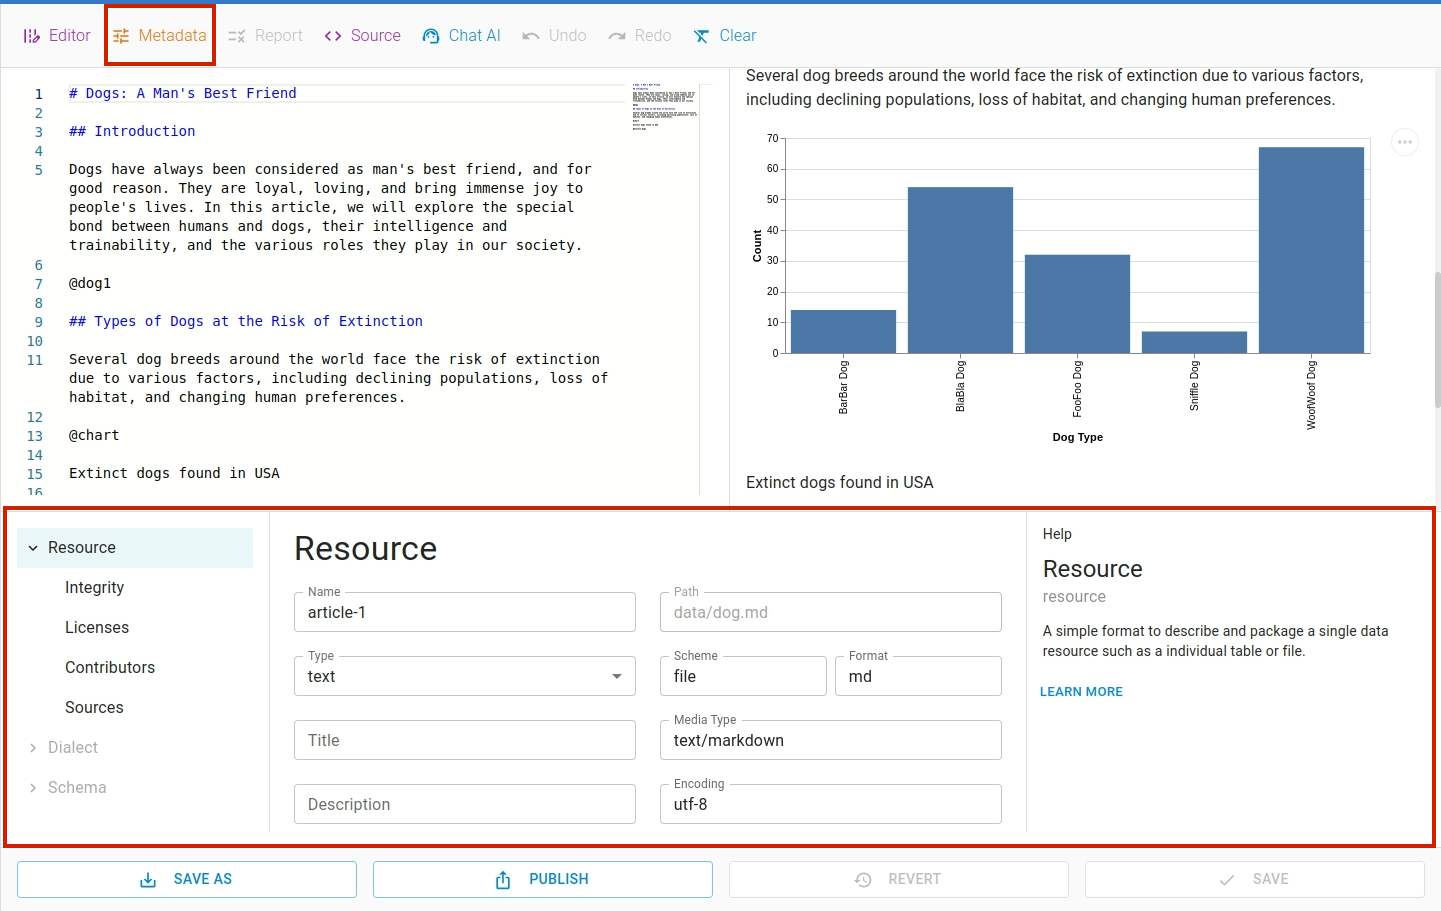 Editor Metadata Report Source Chat AI Undo Redo Clear
1 # Dogs: A Man's Best Friend
2
3 ## Introduction
4
5 Dogs have always been considered as man's best friend, and for
good reason. They are loyal, loving, and bring immense joy to
people's lives. In this article, we will explore the special
bond between humans and dogs, their intelligence and
trainability, and the various roles they play in our society.
6
7 @dog1
8
9 ## Types of Dogs at the Risk of Extinction
10
11 Several dog breeds around the world face the risk of extinction
due to various factors, including declining populations, loss of
habitat, and changing human preferences.
12
13 @chart
14
15 Extinct dogs found in USA
16
Several dog breeds around the world face the risk of extinction due to various factors,
including declining populations, loss of habitat, and changing human preferences.
70
60
50
40
30
20
10
0
Count
BarBar Dog
BlaBla Dog
FooFoo Dog
Sniffle Dog
WoofWoof Dog
Dog Type
Extinct dogs found in USA
Resource
Integrity
Licenses
Contributors
Sources
Dialect
Schema
Resource
Name
article-1
Path
data/dog.md
Type
text
Scheme
file
Format
md
Title
Media Type
text/markdown
Description
Encoding
utf-8
Help
Resource
resource
A simple format to describe and package a single data
resource such as a individual table or file.
LEARN MORE
SAVE AS PUBLISH REVERT SAVE